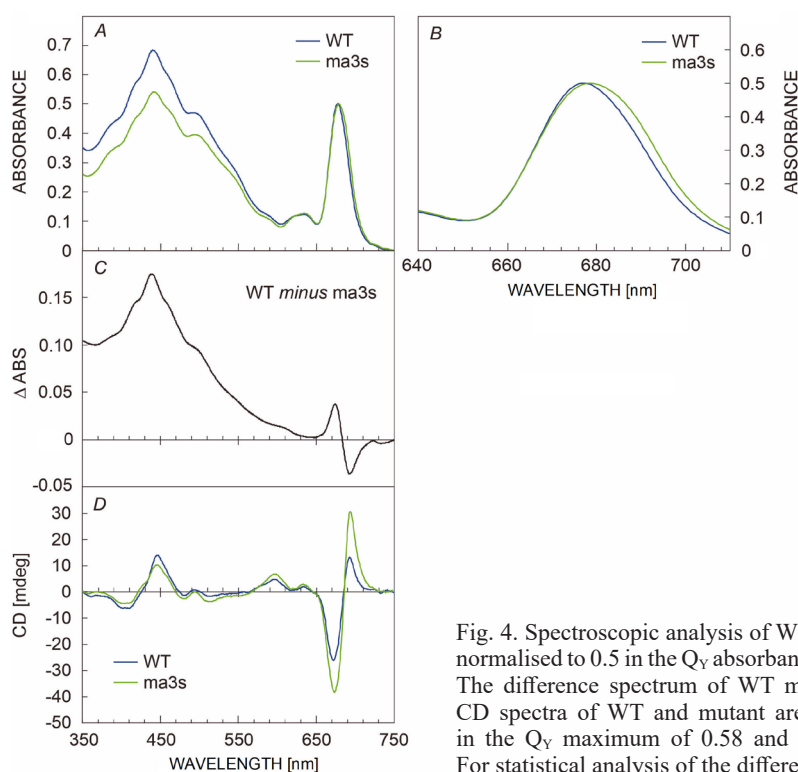 A
WT
ma3s
0.7
0.6
0.5
0.4
0.3
0.2
0.1
0
ABSORBANCE
B
WT
ma3s
0.6
0.5
0.4
0.3
0.2
0.1
0
ABSORBANCE
640 660 680 700
WAVELENGTH [nm]
C
WT minus ma3s
0.15
0.10
0.05
0
-0.05
Δ ABS
D
30
20
10
0
-10
-20
-30
-40
-50
CD [mdeg]
WT
ma3s
350 450 550 650 750
WAVELENGTH [nm]
Fig. 4. Spectroscopic analysis of W
normalised to 0.5 in the QY absorban
The difference spectrum of WT m
CD spectra of WT and mutant are
in the QY maximum of 0.58 and
For statistical analysis of the differe